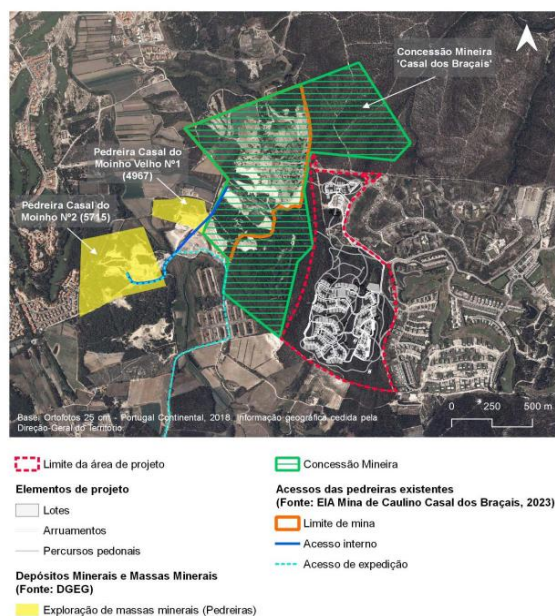 Concessão Mineira
'Casal dos Braçais'
Pedreira Casal do
Moinho Velho Nº1
(4967)
Pedreira Casal do
Moinho Nº2 (5715)
Base: Ortofotos 25 cm - Portugal Continental, 2018. Informação geográfica cedida pela
Direção-Geral do Território.
0 250 500 m
Limite da área de projeto
Elementos de projeto
Lotes
Arruamentos
Percursos pedonais
Depósitos Minerais e Massas Minerais
(Fonte: DGEG)
Exploração de massas minerais (Pedreiras)
Concessão Mineira
Acessos das pedreiras existentes
(Fonte: EIA Mina de Caulino Casal dos Braçais, 2023)
Limite de mina
Acesso interno
Acesso de expedição